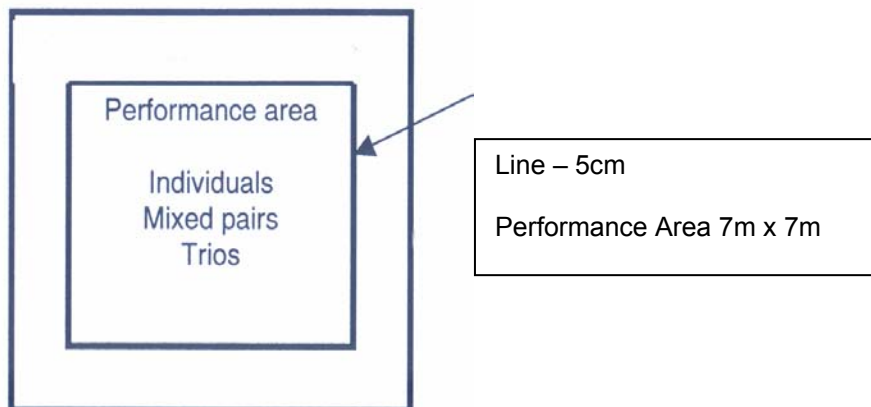 Performance area
Individuals
Mixed pairs
Trios
Line – 5cm
Performance Area 7m x 7m